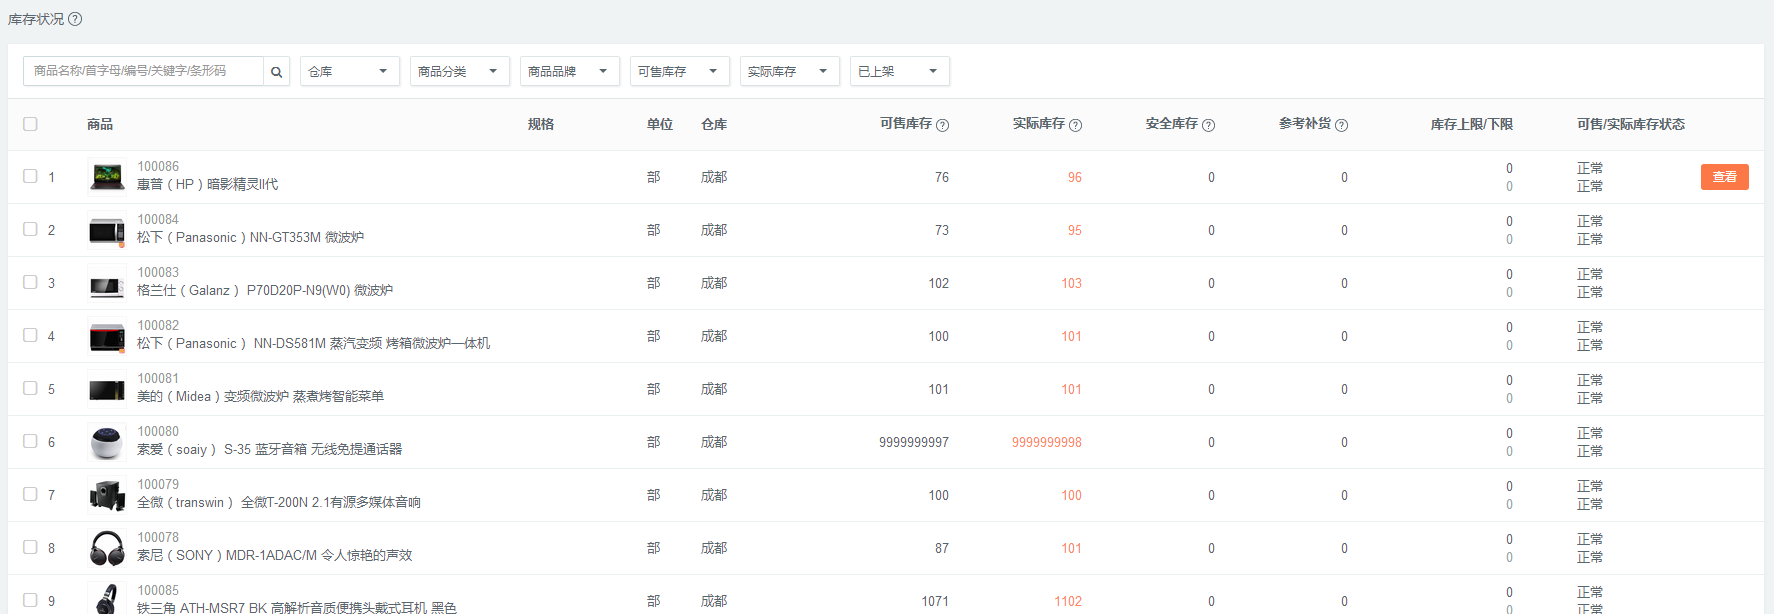 库存状况 ?
商品名称/首字母/编号/关键字/条形码 仓库 商品分类 商品品牌 可售库存 实际库存 已上架
商品 规格 单位 仓库 可售库存 ? 实际库存 ? 安全库存 ? 参考补货 ? 库存上限/下限 可售/实际库存状态
100086 0 正常
1 惠普（HP）暗影精灵II代 部 成都 76 96 0 0 0 正常 查看
100084 0 正常
2 松下（Panasonic）NN-GT353M 微波炉 部 成都 73 95 0 0 0 正常
100083 0 正常
3 格兰仕（Galanz） P70D20P-N9(W0) 微波炉 部 成都 102 103 0 0 0 正常
100082 0 正常
4 松下（Panasonic） NN-DS581M 蒸汽变频 烤箱微波炉一体机 部 成都 100 101 0 0 0 正常
100081 0 正常
5 美的（Midea）变频微波炉 蒸煮烤智能菜单 部 成都 101 101 0 0 0 正常
100080 0 正常
6 索爱（soaiy） S-35 蓝牙音箱 无线免提通话器 部 成都 9999999997 9999999998 0 0 0 正常
100079 0 正常
7 全微（transwin） 全微T-200N 2.1有源多媒体音响 部 成都 100 100 0 0 0 正常
100078 0 正常
8 索尼（SONY）MDR-1ADAC/M 令人惊艳的声效 部 成都 87 101 0 0 0 正常
100085 0 正常
9 铁三角 ATH-MSR7 BK 高解析音质便携头戴式耳机 黑色 部 成都 1071 1102 0 0 0 正常